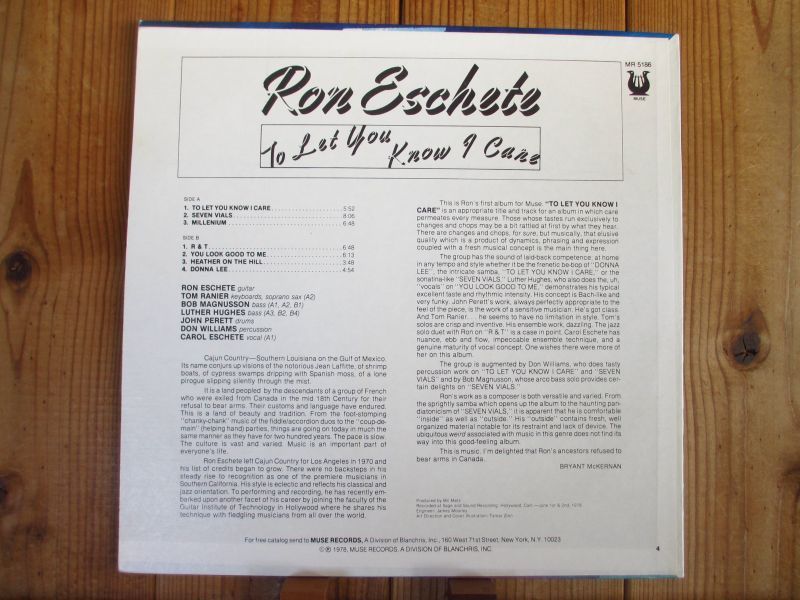 Ron Eschete
To Let You Know I Care
MR 5186
MUSE
SIDE A
1. TO LET YOU KNOW I CARE....................5:52
2. SEVEN VIALS....................8:06
3. MILLENIUM....................6:48
SIDE B
1. R & T....................6:48
2. YOU LOOK GOOD TO ME....................6:13
3. HEATHER ON THE HILL....................3:48
4. DONNA LEE....................4:54
RON ESCHETE guitar
TOM RANIER keyboards, soprano sax (A2)
BOB MAGNUSSON bass (A1, A2, B1)
LUTHER HUGHES bass (A3, B2, B4)
JOHN PERETT drums
DON WILLIAMS percussion
CAROL ESCHETE vocal (A1)
Cajun Country—Southern Louisiana on the Gulf of Mexico.
Its name conjurs up visions of the notorious Jean Laffitte, of shrimp
boats, of cypress swamps dripping with Spanish moss, of a lone
pirogue slipping silently through the mist.
It is a land peopled by the descendants of a group of French
who were exiled from Canada in the mid 18th Century for their
refusal to bear arms. Their customs and language have endured.
This is a land of beauty and tradition. From the foot-stomping
"chanky-chank" music of the fiddle/accordion duos to the "coup-de-
main" (helping hand) parties, things are going on today in much the
same manner as they have for two hundred years. The pace is slow.
The culture is vast and varied. Music is an important part of
everyone's life.
Ron Eschete left Cajun Country for Los Angeles in 1970 and
his list of credits began to grow. There were no backsteps in his
steady rise to recognition as one of the premiere musicians in
Southern California. His style is eclectic and reflects his classical and
jazz orientation. To performing and recording, he has recently em-
barked upon another facet of his career by joining the faculty of the
Guitar Institute of Technology in Hollywood where he shares his
technique with fledgling musicians from all over the world.
This is Ron's first album for Muse. "TO LET YOU KNOW I
CARE" is an appropriate title and track for an album in which care
permeates every measure. Those whose tastes run exclusively to
changes and chops may be a bit rattled at first by what they hear.
There are changes and chops, for sure, but musically, that elusive
quality which is a product of dynamics, phrasing and expression
coupled with a fresh musical concept is the main thing here.
The group has the sound of laid-back competence, at home
in any tempo and style whether it be the frenetic be-bop of "DONNA
LEE", the intricate samba, "TO LET YOU KNOW I CARE," or the
sonatina-like "SEVEN VIALS." Luther Hughes, who also does the, uh,
"vocals" on "YOU LOOK GOOD TO ME," demonstrates his typical
excellent taste and rhythmic intensity. His concept is Bach-like and
very funky. John Perett's work, always perfectly appropriate to the
feel of the piece, is the work of a sensitive musician. He's got class.
And Tom Ranier. . . he seems to have no limitation in style. Tom's
solos are crisp and inventive. His ensemble work, dazzling. The jazz
solo duet with Ron on "R & T" is a case in point. Carol Eschete has
nuance, ebb and flow, impeccable ensemble technique, and a
genuine maturity of vocal concept. One wishes there were more of
her on this album.
The group is augmented by Don Williams, who does tasty
percussion work on "TO LET YOU KNOW I CARE" and "SEVEN
VIALS" and by Bob Magnusson, whose arco bass solo provides cer-
tain delights on "SEVEN VIALS."
Ron's work as a composer is both versatile and varied. From
the sprightly samba which opens up the album to the haunting pan-
diatonicism of "SEVEN VIALS," it is apparent that he is comfortable
"inside" as well as "outside." His "outside" contains fresh, well
organized material notable for its restraint and lack of device. The
ubiquitous weird associated with music in this genre does not find its
way into this good-feeling album.
This is music. I'm delighted that Ron's ancestors refused to
bear arms in Canada.
BRYANT McKERNAN
Produced by Mit Mets
Recorded at Sage and Sound Recording, Hollywood, Cal.—June 1st & 2nd, 1978
Engineer: James Mooney
Art Direction and Cover Illustration:
For free catalog send to MUSE RECORDS, A Division of Blanchris, Inc., 160 West 71st Street, New York, N.Y. 10023
© ℗ 1978, MUSE RECORDS, A DIVISION OF BLANCHRIS, INC.
4